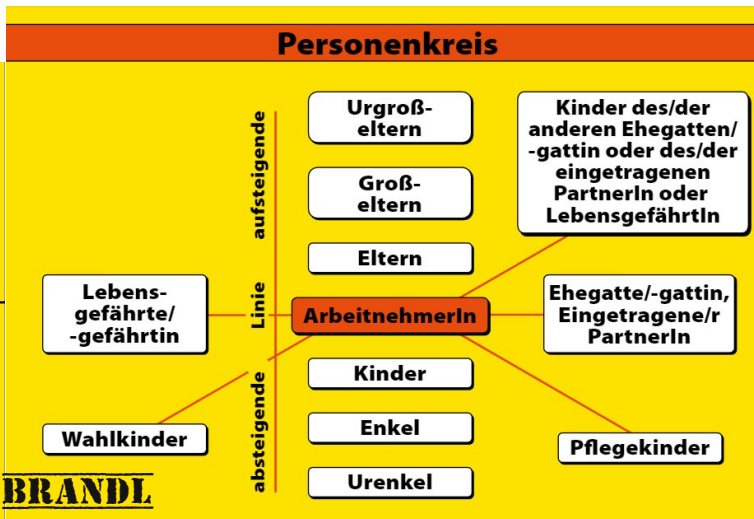 Personenkreis
Urgroß-
eltern
Groß-
eltern
Eltern
Kinder des/der
anderen Ehegatten/
-gattin oder des/der
eingetragenen
PartnerIn oder
LebensgefährtIn
aufsteigende
Linie
absteigende
Lebens-
gefährte/
-gefährtin
ArbeitnehmerIn
Ehegatte/-gattin,
Eingetragene/r
PartnerIn
Kinder
Wahlkinder
Enkel
Pflegekinder
Urenkel
BRANDL